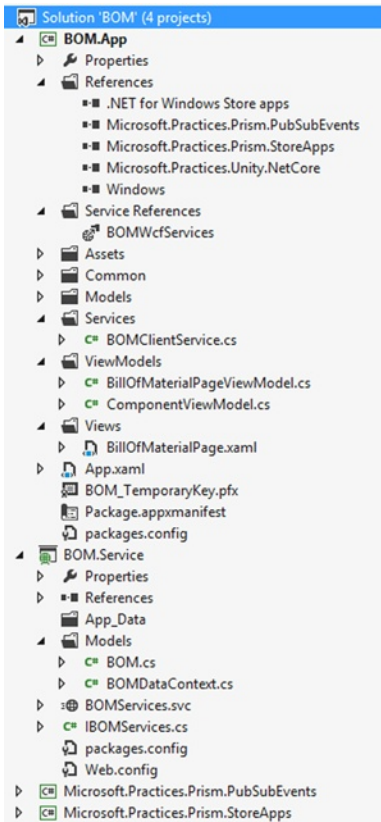 Solution 'BOM' (4 projects)
BOM.App
Properties
References
.NET for Windows Store apps
Microsoft.Practices.Prism.PubSubEvents
Microsoft.Practices.Prism.StoreApps
Microsoft.Practices.Unity.NetCore
Windows
Service References
BOMWcfServices
Assets
Common
Models
Services
C# BOMClientService.cs
ViewModels
C# BillOfMaterialPageViewModel.cs
C# ComponentViewModel.cs
Views
BillOfMaterialPage.xaml
App.xaml
BOM_TemporaryKey.pfx
Package.appxmanifest
packages.config
BOM.Service
Properties
References
App_Data
Models
C# BOM.cs
C# BOMDataContext.cs
BOMServices.svc
C# IBOMServices.cs
packages.config
Web.config
C# Microsoft.Practices.Prism.PubSubEvents
C# Microsoft.Practices.Prism.StoreApps